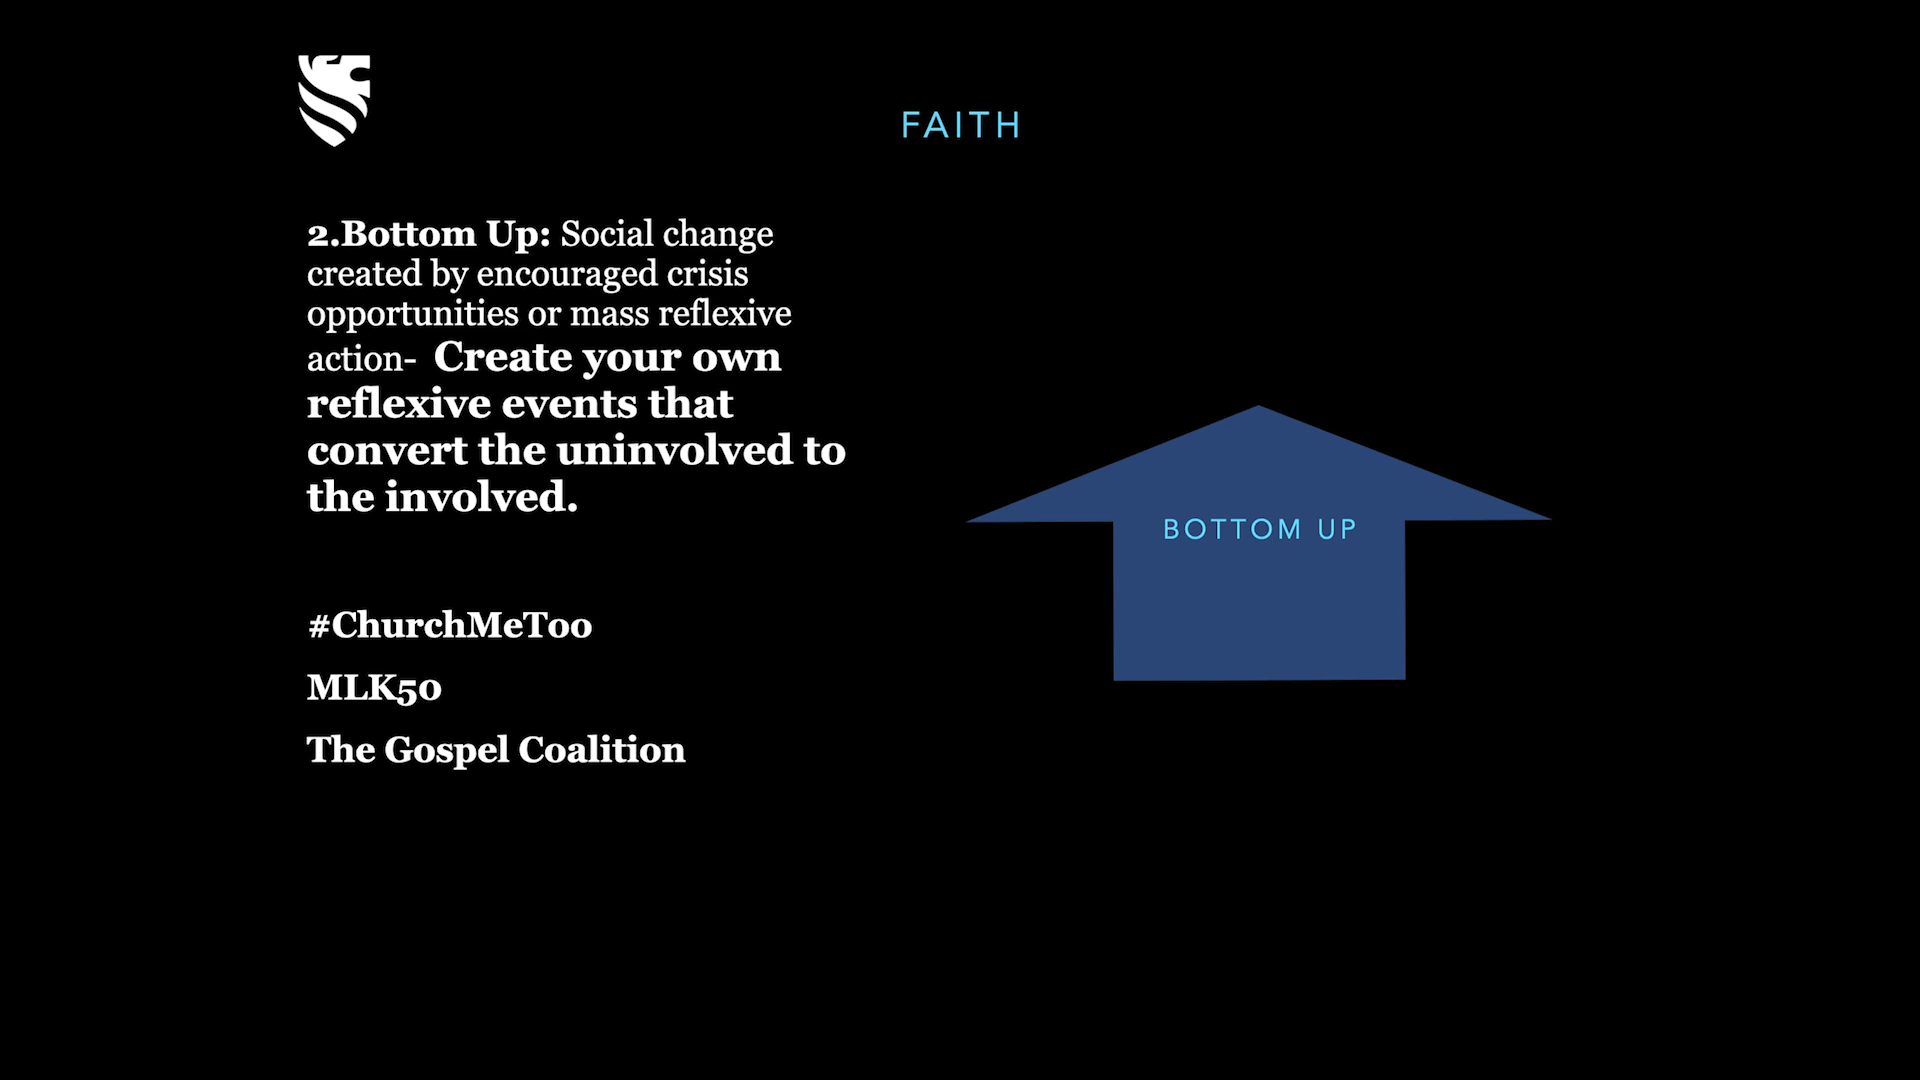 FAITH
2.Bottom Up: Social change
created by encouraged crisis
opportunities or mass reflexive
action- Create your own
reflexive events that
convert the uninvolved to
the involved.
BOTTOM UP
#ChurchMeToo
MLK50
The Gospel Coalition